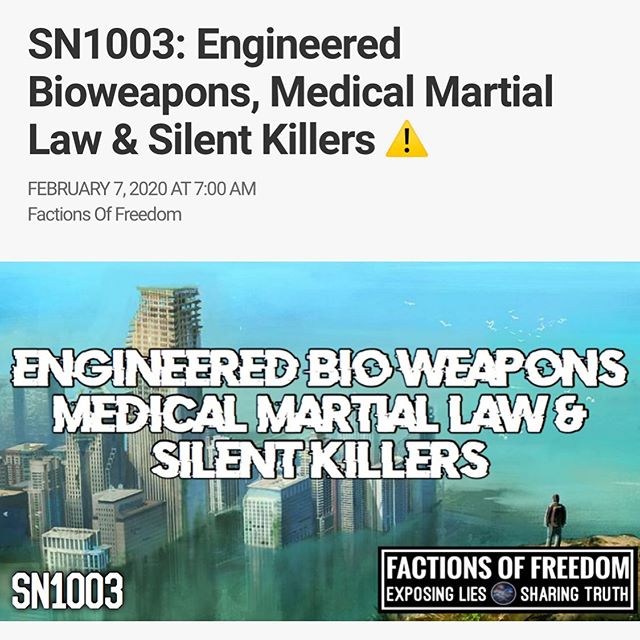 SN1003: Engineered
Bioweapons, Medical Martial
Law & Silent Killers ⚠️
FEBRUARY 7, 2020 AT 7:00 AM
Factions Of Freedom
ENGINEERED BIO WEAPONS
MEDICAL MARTIAL LAW &
SILENT KILLERS
SN1003
FACTIONS OF FREEDOM
EXPOSING LIES SHARING TRUTH